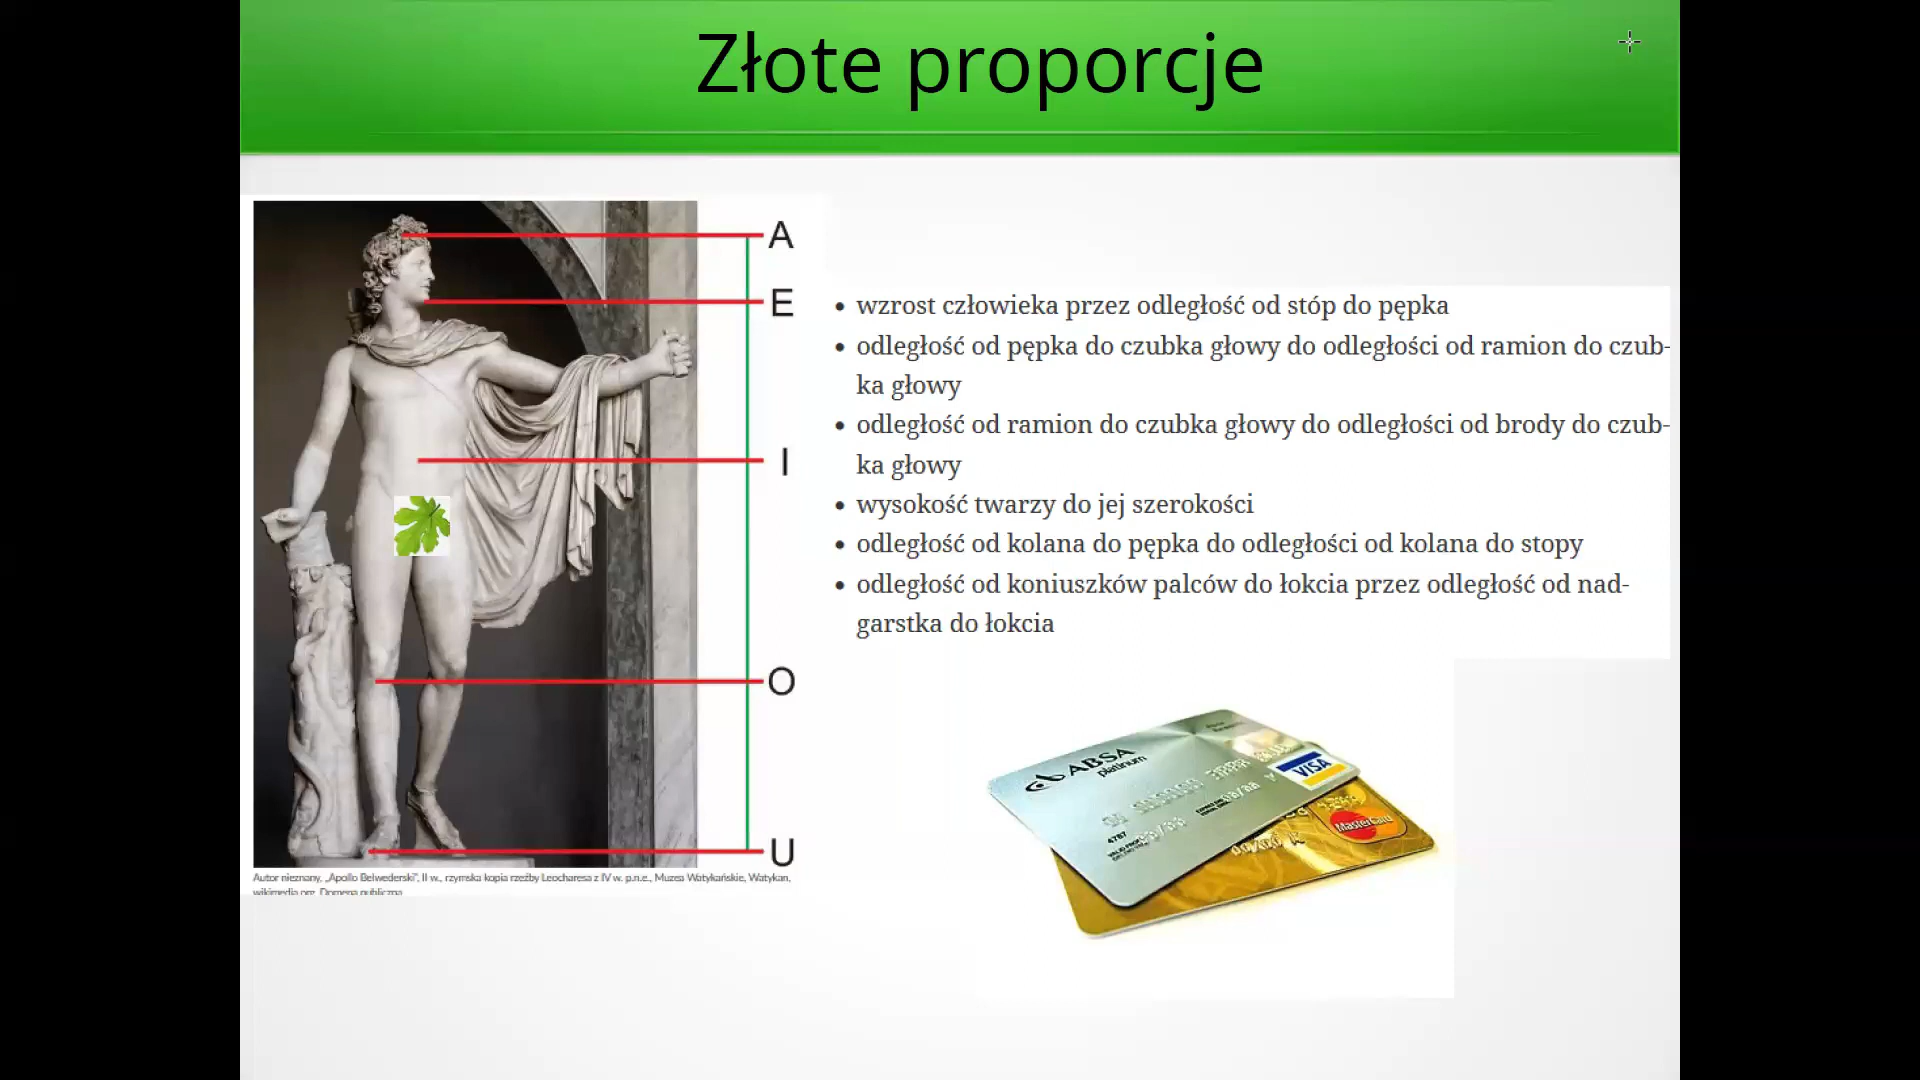 Złote proporcje
A
E
I
O
U
Autor nieznany, „Apollo Belwederski”, II w., rzymska kopia rzeźby Leocharesa z IV w. p.n.e., Muzea Watykańskie, Watykan,
wikimedia.org, Domena publiczna
• wzrost człowieka przez odległość od stóp do pępka
• odległość od pępka do czubka głowy do odległości od ramion do czub-
ka głowy
• odległość od ramion do czubka głowy do odległości od brody do czub-
ka głowy
• wysokość twarzy do jej szerokości
• odległość od kolana do pępka do odległości od kolana do stopy
• odległość od koniuszków palców do łokcia przez odległość od nad-
garstka do łokcia
ABSA
platinum
VISA
4787
MasterCard